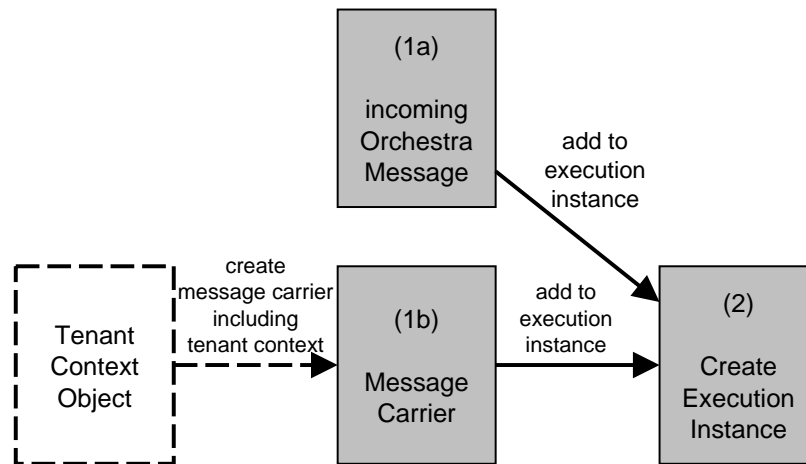 (1a)
incoming
Orchestra
Message
add to
execution
instance
Tenant
Context
Object
create
message carrier
including
tenant context
(1b)
Message
Carrier
add to
execution
instance
(2)
Create
Execution
Instance